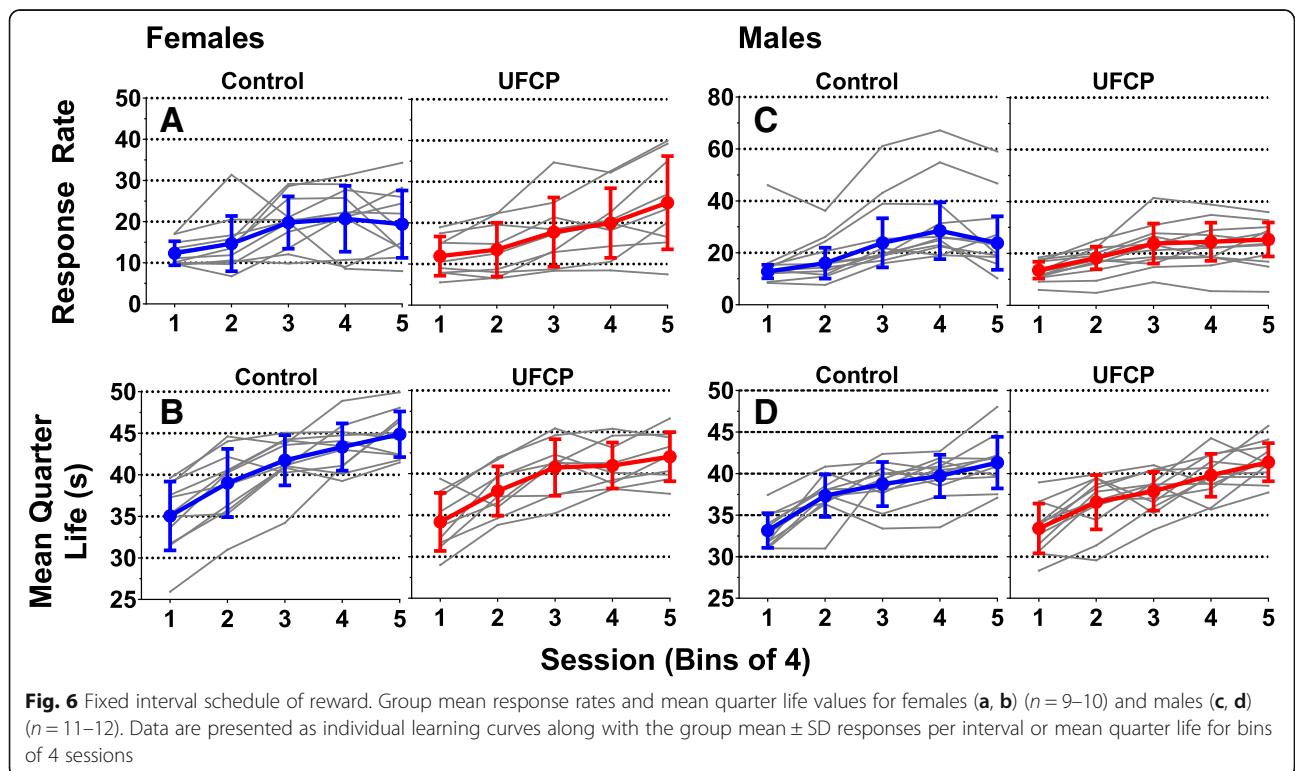 Females
Males
Control
UFCP
Control
UFCP
Response Rate
50
40
30
20
10
0
A
1 2 3 4 5
1 2 3 4 5
80
60
40
20
0
C
1 2 3 4 5
1 2 3 4 5
Control
UFCP
Control
UFCP
Mean Quarter
Life (s)
50
45
40
35
30
25
B
1 2 3 4 5
1 2 3 4 5
50
45
40
35
30
25
D
1 2 3 4 5
1 2 3 4 5
Session (Bins of 4)
Fig. 6 Fixed interval schedule of reward. Group mean response rates and mean quarter life values for females (a, b) (n = 9–10) and males (c, d)
(n = 11–12). Data are presented as individual learning curves along with the group mean ± SD responses per interval or mean quarter life for bins
of 4 sessions